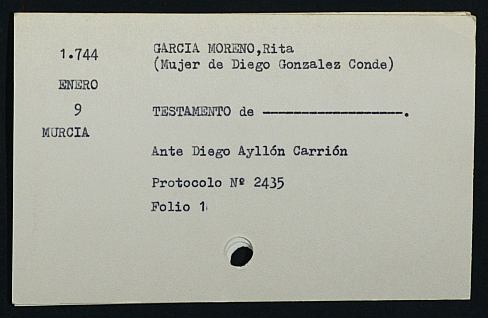 1.744
ENERO
9
MURCIA
GARCIA MORENO,Rita
(Mujer de Diego Gonzalez Conde)
TESTAMENTO de ------------------.
Ante Diego Ayllón Carrión
Protocolo Nº 2435
Folio 1